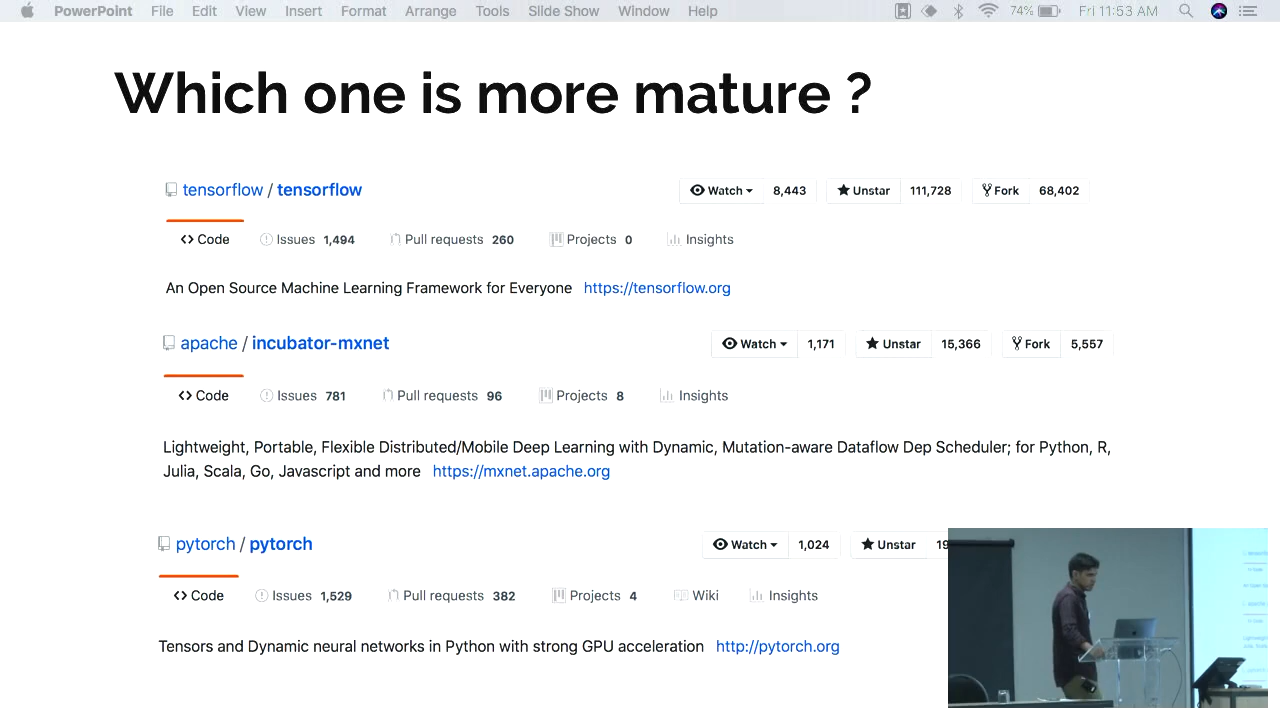 PowerPoint File Edit View Insert Format Arrange Tools Slide Show Window Help 74% Fri 11:53 AM
Which one is more mature ?
tensorflow / tensorflow Watch 8,443 Unstar 111,728 Fork 68,402
<> Code Issues 1,494 Pull requests 260 Projects 0 Insights
An Open Source Machine Learning Framework for Everyone https://tensorflow.org
apache / incubator-mxnet Watch 1,171 Unstar 15,366 Fork 5,557
<> Code Issues 781 Pull requests 96 Projects 8 Insights
Lightweight, Portable, Flexible Distributed/Mobile Deep Learning with Dynamic, Mutation-aware Dataflow Dep Scheduler; for Python, R,
Julia, Scala, Go, Javascript and more https://mxnet.apache.org
pytorch / pytorch Watch 1,024 Unstar
<> Code Issues 1,529 Pull requests 382 Projects 4 Wiki Insights
Tensors and Dynamic neural networks in Python with strong GPU acceleration http://pytorch.org